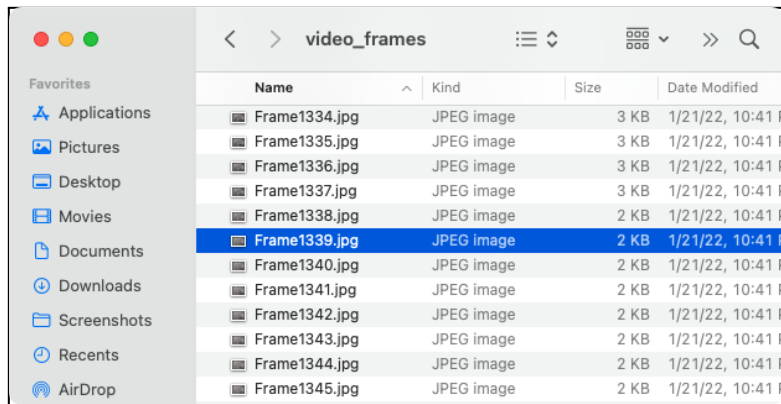 video_frames
Favorites
Applications
Pictures
Desktop
Movies
Documents
Downloads
Screenshots
Recents
AirDrop
Name Kind Size Date Modified
Frame1334.jpg JPEG image 3 KB 1/21/22, 10:41
Frame1335.jpg JPEG image 3 KB 1/21/22, 10:41
Frame1336.jpg JPEG image 3 KB 1/21/22, 10:41
Frame1337.jpg JPEG image 3 KB 1/21/22, 10:41
Frame1338.jpg JPEG image 2 KB 1/21/22, 10:41
Frame1339.jpg JPEG image 2 KB 1/21/22, 10:41
Frame1340.jpg JPEG image 2 KB 1/21/22, 10:41
Frame1341.jpg JPEG image 2 KB 1/21/22, 10:41
Frame1342.jpg JPEG image 2 KB 1/21/22, 10:41
Frame1343.jpg JPEG image 2 KB 1/21/22, 10:41
Frame1344.jpg JPEG image 2 KB 1/21/22, 10:41
Frame1345.jpg JPEG image 2 KB 1/21/22, 10:41